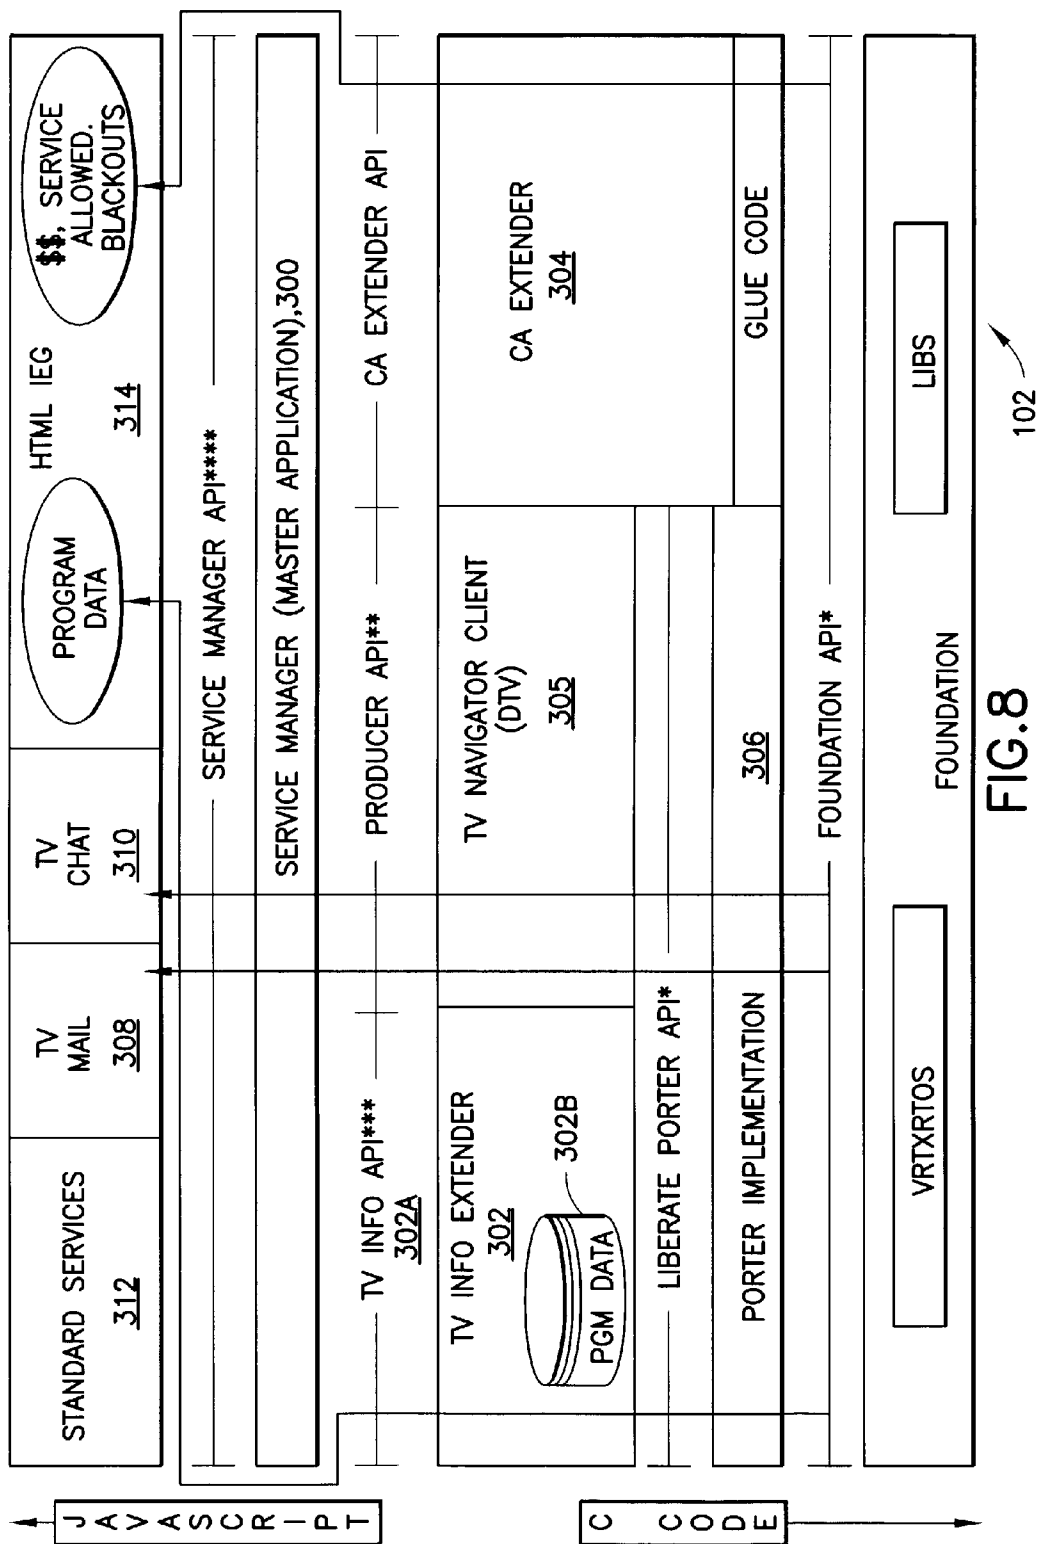 JAVASCRIPT
C CODE
STANDARD SERVICES
312
TV
MAIL
308
TV
CHAT
310
PROGRAM
DATA
HTML IEG
314
$$, SERVICE
ALLOWED.
BLACKOUTS
SERVICE MANAGER API****
SERVICE MANAGER (MASTER APPLICATION),300
TV INFO API***
302A
PRODUCER API**
CA EXTENDER API
TV INFO EXTENDER
302
302B
PGM DATA
TV NAVIGATOR CLIENT
(DTV)
305
CA EXTENDER
304
LIBERATE PORTER API*
PORTER IMPLEMENTATION
306
GLUE CODE
FOUNDATION API*
VRTXRTOS
FOUNDATION
LIBS
102
FIG.8